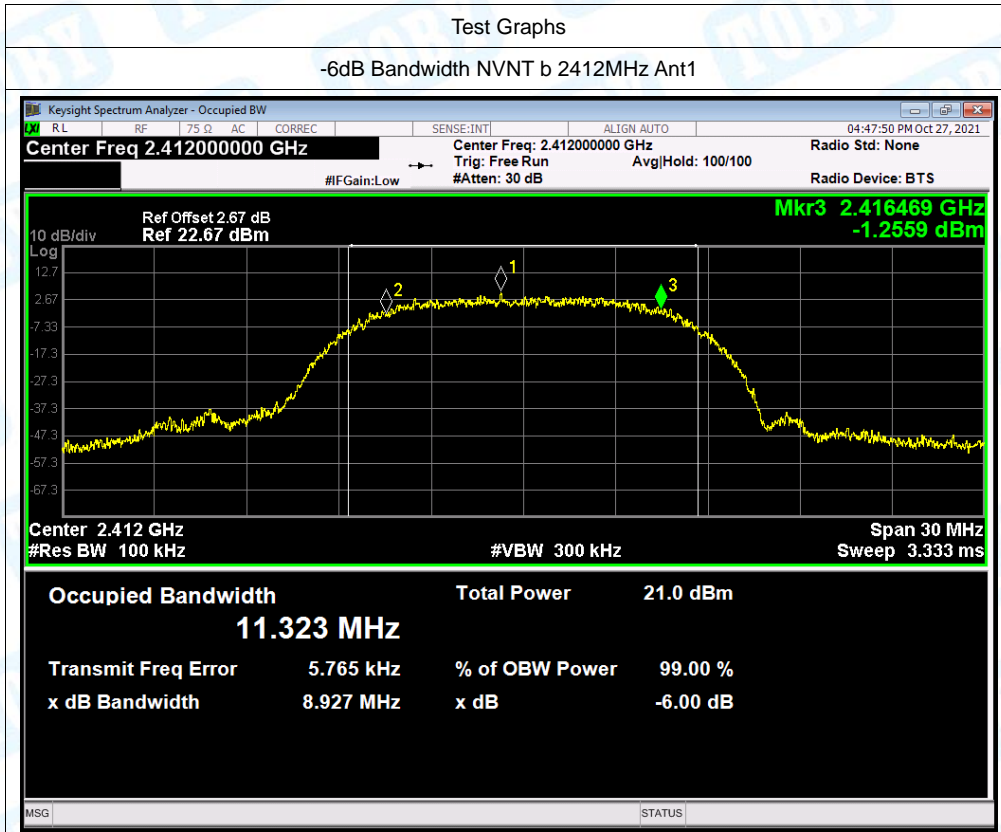 Test Graphs
-6dB Bandwidth NVNT b 2412MHz Ant1
Keysight Spectrum Analyzer - Occupied BW
LXI RL RF 75 Ω AC CORREC SENSE:INT ALIGN AUTO 04:47:50 PM Oct 27, 2021
Center Freq 2.412000000 GHz Center Freq: 2.412000000 GHz Radio Std: None
Trig: Free Run Avg|Hold: 100/100
#IFGain:Low #Atten: 30 dB Radio Device: BTS
Mkr3 2.416469 GHz
-1.2559 dBm
Ref Offset 2.67 dB
10 dB/div Ref 22.67 dBm
Log
12.7
2.67
-7.33
-17.3
-27.3
-37.3
-47.3
-57.3
-67.3
1
2
3
Center 2.412 GHz Span 30 MHz
#Res BW 100 kHz #VBW 300 kHz Sweep 3.333 ms
Occupied Bandwidth Total Power 21.0 dBm
11.323 MHz
Transmit Freq Error 5.765 kHz % of OBW Power 99.00 %
x dB Bandwidth 8.927 MHz x dB -6.00 dB
MSG STATUS
TOBY